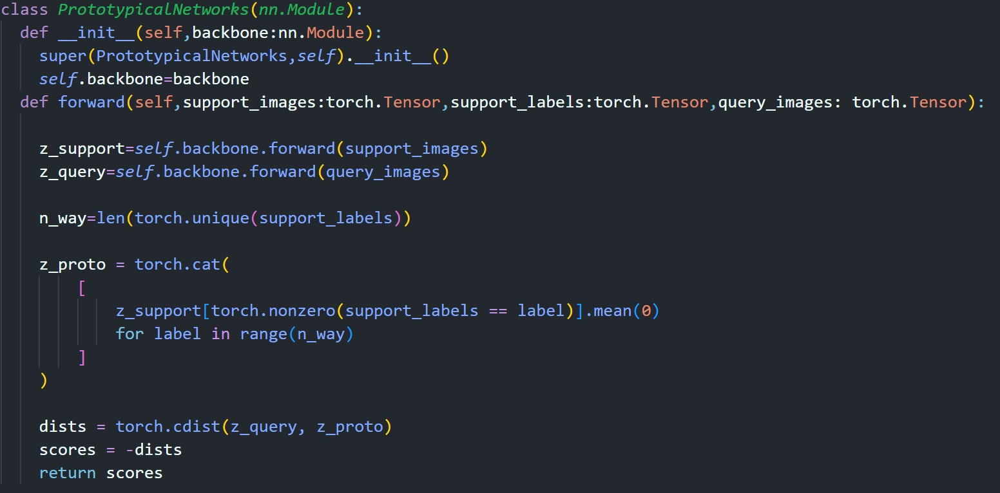 class PrototypicalNetworks(nn.Module):
  def __init__(self,backbone:nn.Module):
    super(PrototypicalNetworks,self).__init__()
    self.backbone=backbone
  def forward(self,support_images:torch.Tensor,support_labels:torch.Tensor,query_images: torch.Tensor):
    z_support=self.backbone.forward(support_images)
    z_query=self.backbone.forward(query_images)
    n_way=len(torch.unique(support_labels))
    z_proto = torch.cat(
        [
            z_support[torch.nonzero(support_labels == label)].mean(0)
            for label in range(n_way)
        ]
    )
    dists = torch.cdist(z_query, z_proto)
    scores = -dists
    return scores